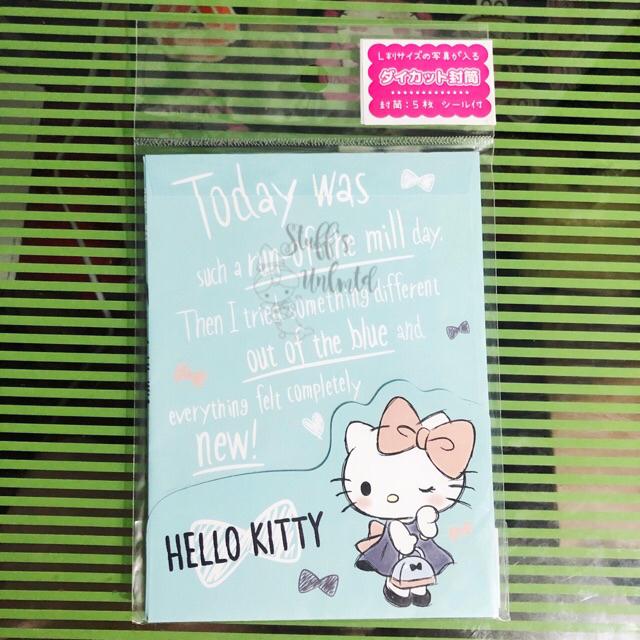 L判サイズの写真が入る
ダイカット封筒
封筒:5枚 シール付
Today was
such a run-of-the mill day.
Then I tried something different
out of the blue and
everything felt completely
new!
HELLO KITTY
Stuff's
Unlmtd